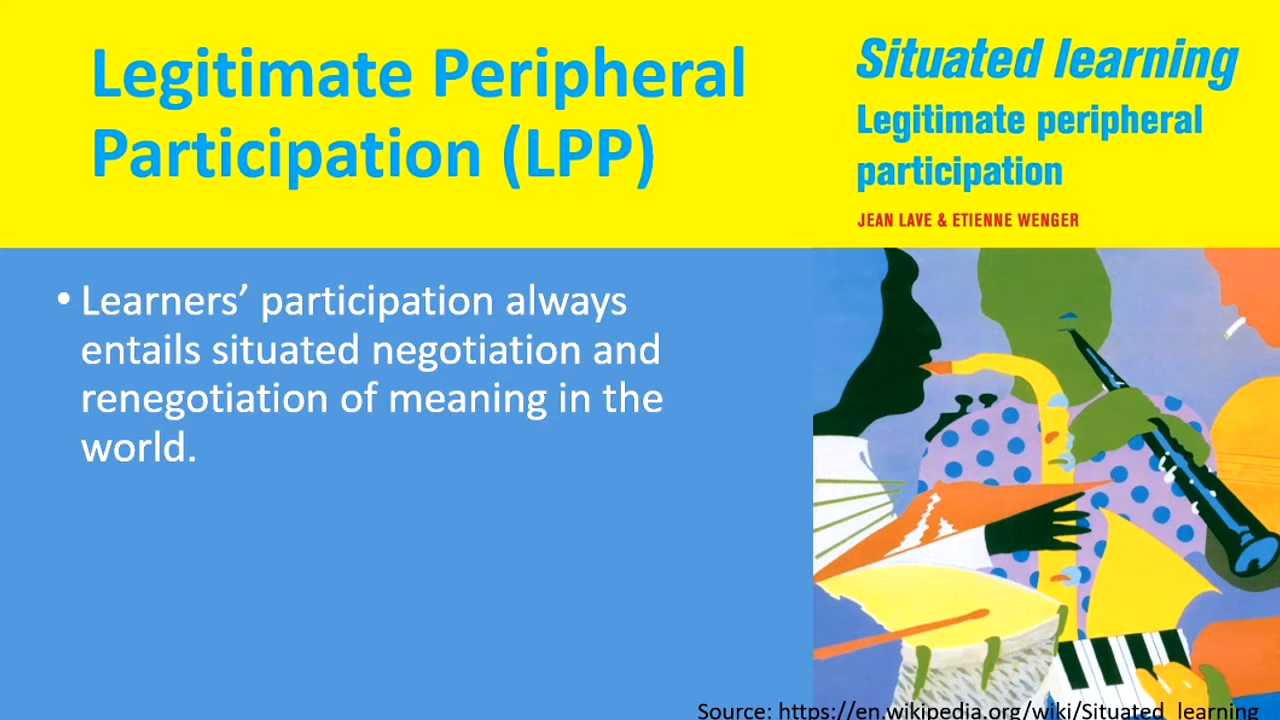 Legitimate Peripheral
Participation (LPP)
Situated learning
Legitimate peripheral
participation
JEAN LAVE & ETIENNE WENGER
• Learners’ participation always
entails situated negotiation and
renegotiation of meaning in the
world.
Source: https://en.wikipedia.org/wiki/Situated_learning